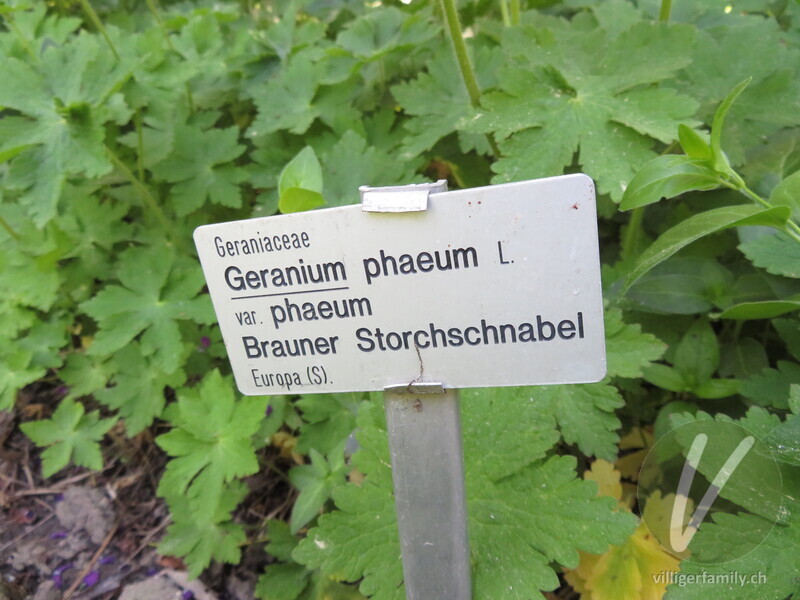 Geraniaceae
Geranium phaeum L.
var. phaeum
Brauner Storchschnabel
Europa (S).
V
villigerfamily.ch